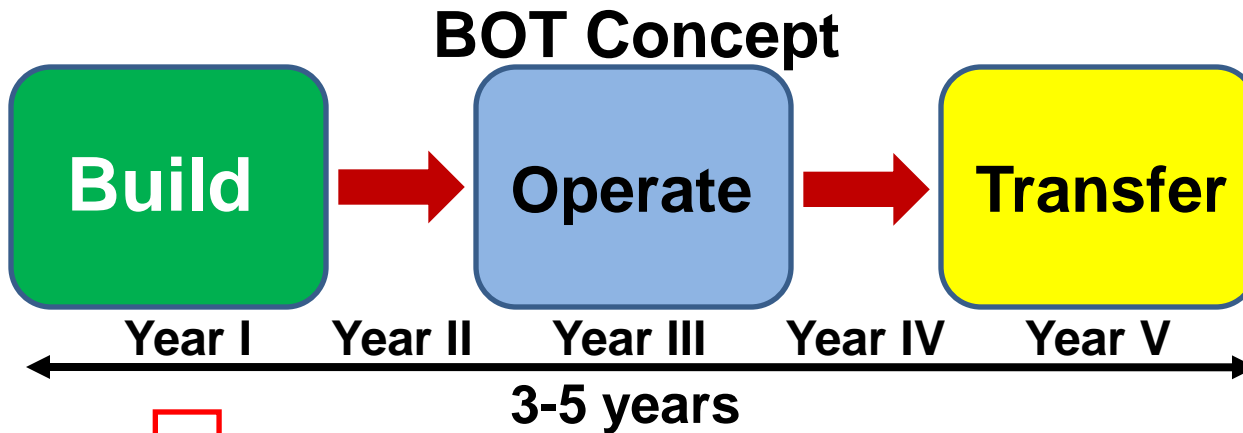 BOT Concept
Build
Operate
Transfer
Year I
Year II
Year III
Year IV
Year V
3-5 years